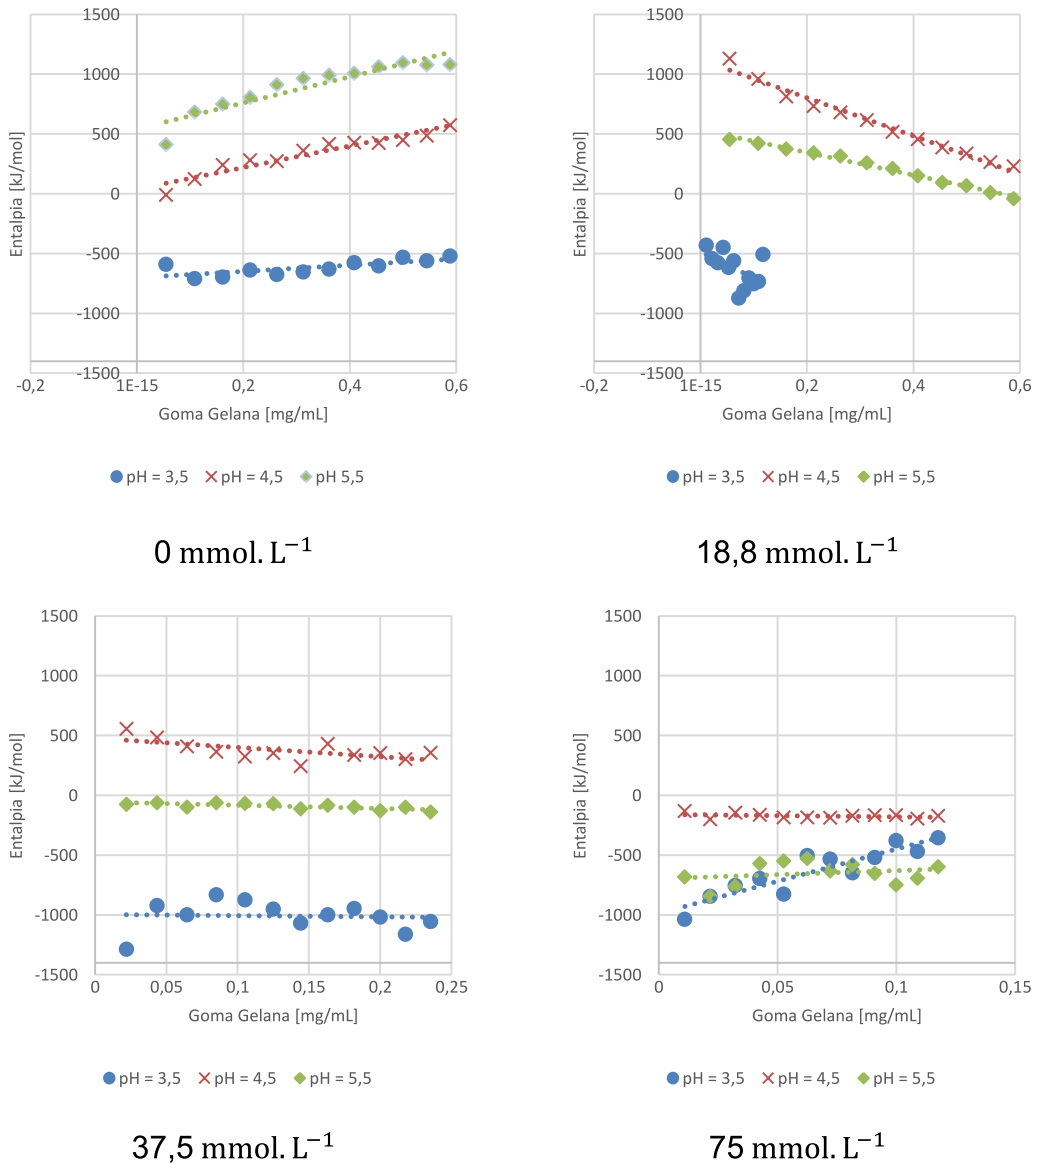 1500
1000
500
0
-500
-1000
-1500
Entalpia [kJ/mol]
-0,2 1E-15 0,2 0,4 0,6
Goma Gelana [mg/mL]
pH = 3,5 pH = 4,5 pH 5,5
0 mmol. L⁻¹
1500
1000
500
0
-500
-1000
-1500
Entalpia [kJ/mol]
-0,2 1E-15 0,2 0,4 0,6
Goma Gelana [mg/mL]
pH = 3,5 pH = 4,5 pH = 5,5
18,8 mmol. L⁻¹
1500
1000
500
0
-500
-1000
-1500
Entalpia [kJ/mol]
0 0,05 0,1 0,15 0,2 0,25
Goma Gelana [mg/mL]
pH = 3,5 pH = 4,5 pH = 5,5
37,5 mmol. L⁻¹
1500
1000
500
0
-500
-1000
-1500
Entalpia [kJ/mol]
0 0,05 0,1 0,15
Goma Gelana [mg/mL]
pH = 3,5 pH = 4,5 pH = 5,5
75 mmol. L⁻¹